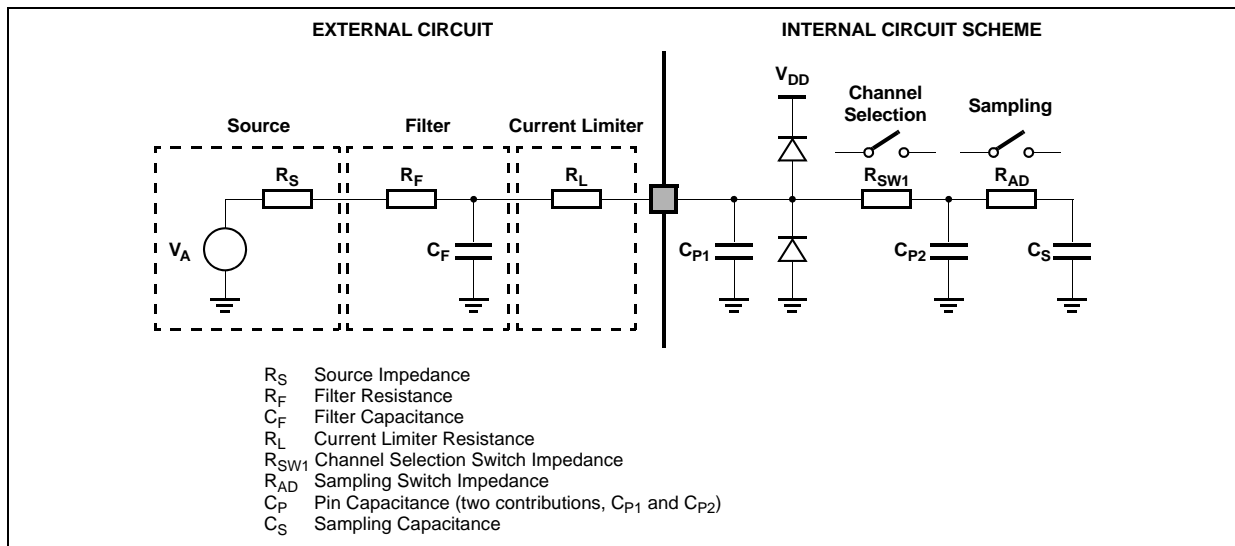 EXTERNAL CIRCUIT
INTERNAL CIRCUIT SCHEME
VDD
Channel
Selection
Sampling
Source
Filter
Current Limiter
RS
RF
RL
RSW1
RAD
VA
CF
CP1
CP2
CS
RS Source Impedance
RF Filter Resistance
CF Filter Capacitance
RL Current Limiter Resistance
RSW1 Channel Selection Switch Impedance
RAD Sampling Switch Impedance
CP Pin Capacitance (two contributions, CP1 and CP2)
CS Sampling Capacitance